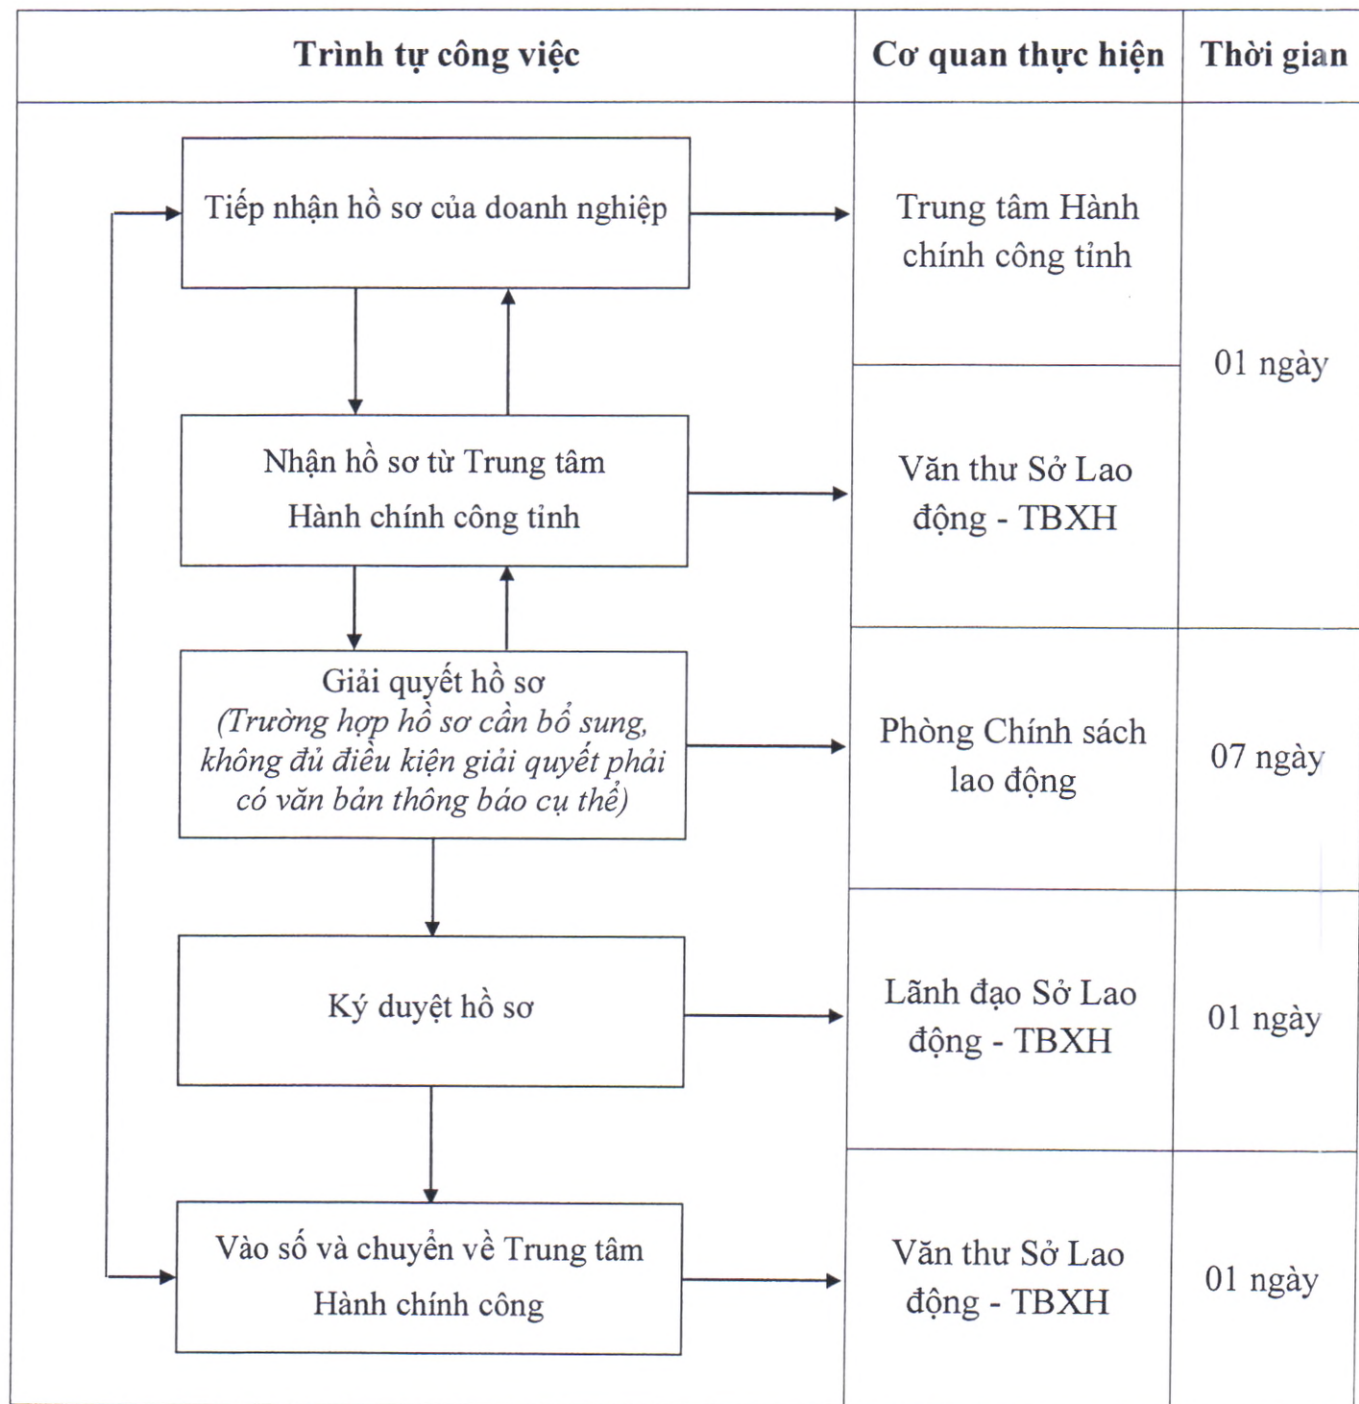 Trình tự công việc
Cơ quan thực hiện
Thời gian
Tiếp nhận hồ sơ của doanh nghiệp
Trung tâm Hành
chính công tỉnh
01 ngày
Nhận hồ sơ từ Trung tâm
Hành chính công tỉnh
Văn thư Sở Lao
động - TBXH
Giải quyết hồ sơ
(Trường hợp hồ sơ cần bổ sung,
không đủ điều kiện giải quyết phải
có văn bản thông báo cụ thể)
Phòng Chính sách
lao động
07 ngày
Ký duyệt hồ sơ
Lãnh đạo Sở Lao
động - TBXH
01 ngày
Vào số và chuyển về Trung tâm
Hành chính công
Văn thư Sở Lao
động - TBXH
01 ngày